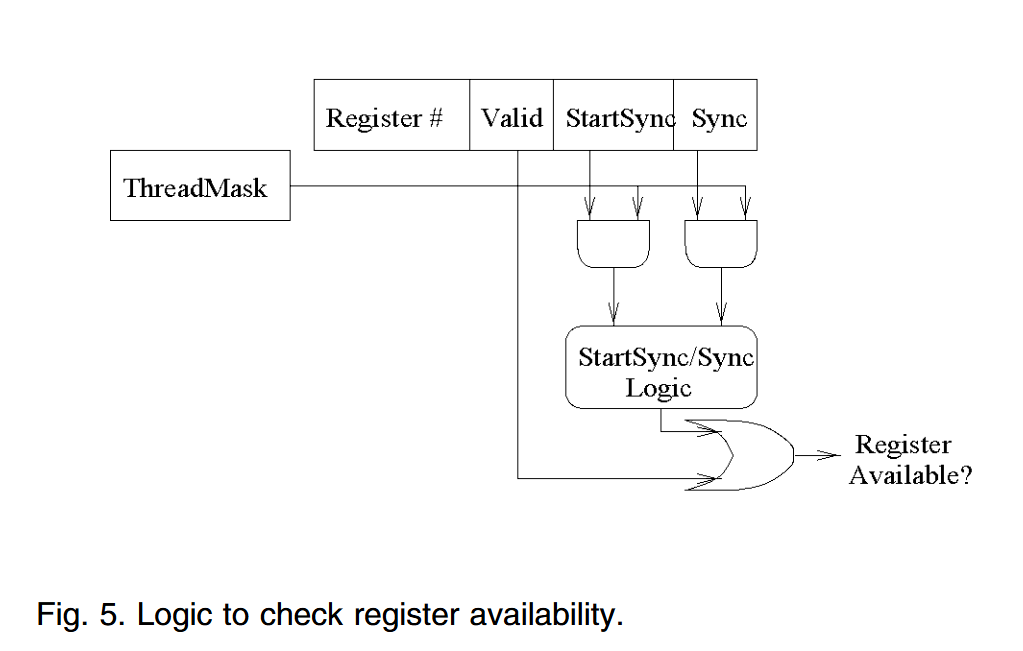 Register # Valid StartSync Sync
ThreadMask
StartSync/Sync
Logic
Register
Available?
Fig. 5. Logic to check register availability.